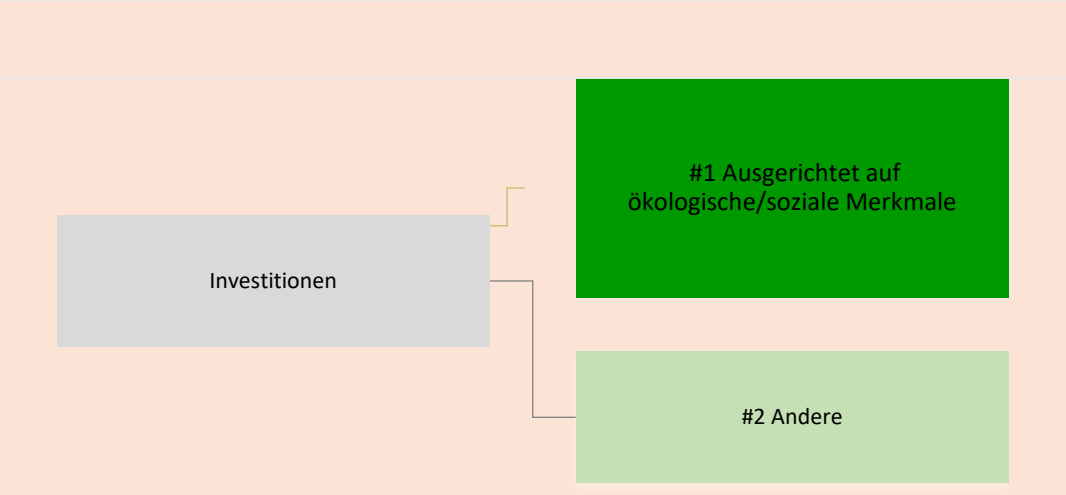 #1 Ausgerichtet auf
ökologische/soziale Merkmale
Investitionen
#2 Andere